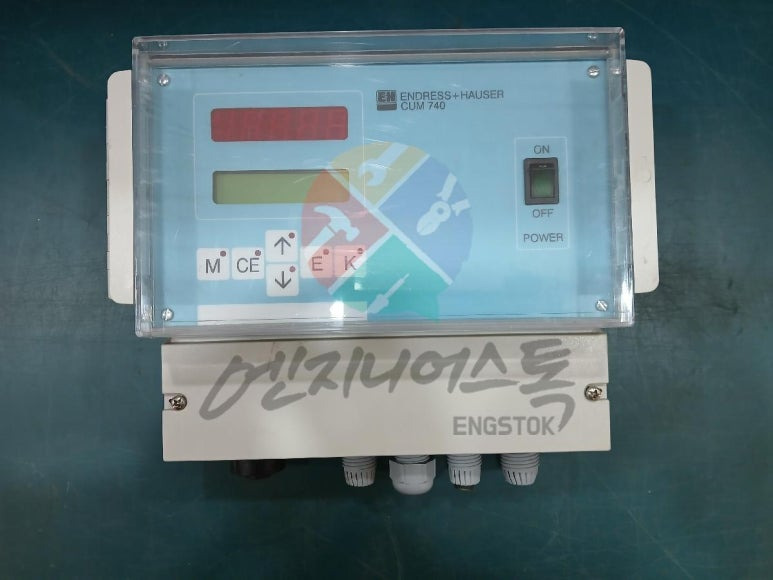 E+H
ENDRESS+HAUSER
CUM 740
ON
OFF
POWER
M CE ↑ ↓ E K
엔지니어스톡
ENGSTOK